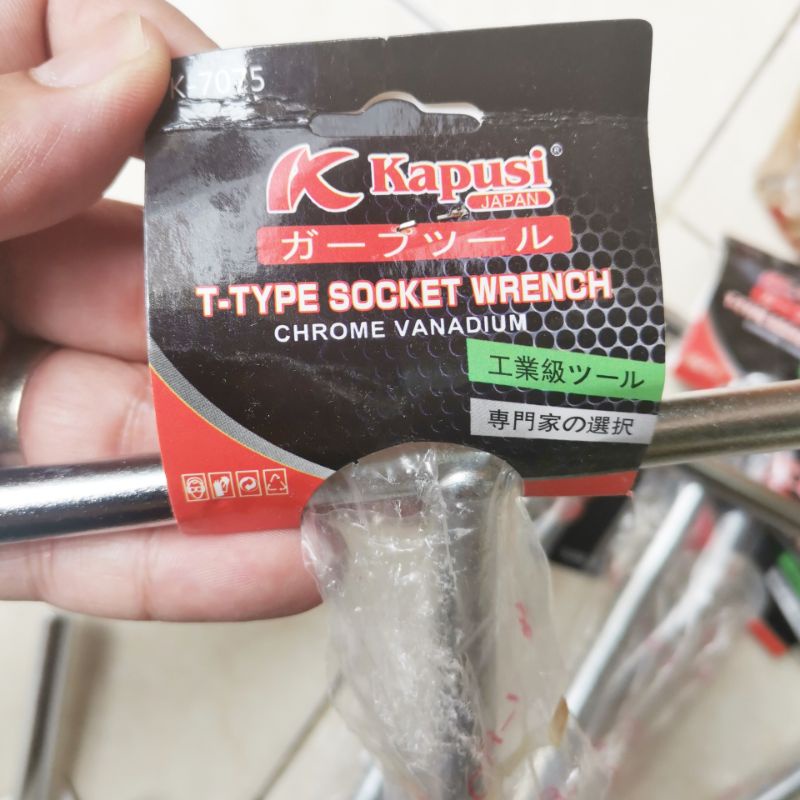 K-7075
Kapusi®
JAPAN
ガープツール
T-TYPE SOCKET WRENCH
CHROME VANADIUM
工業級ツール
専門家の選択